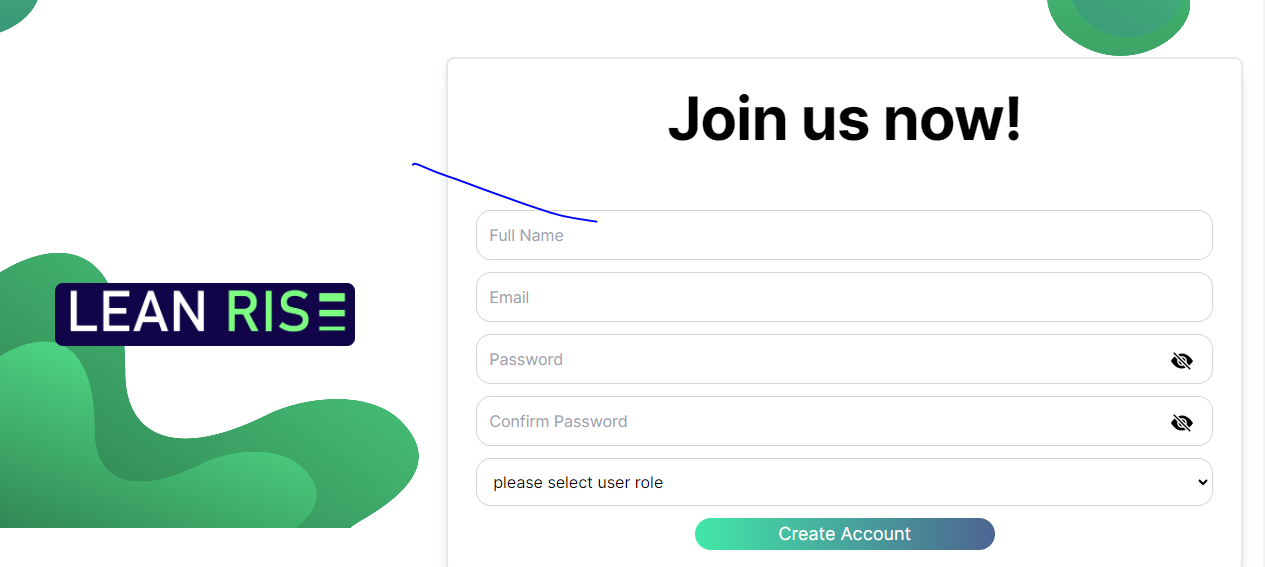 Join us now!
Full Name
LEAN RISE
Email
Password
Confirm Password
please select user role
Create Account